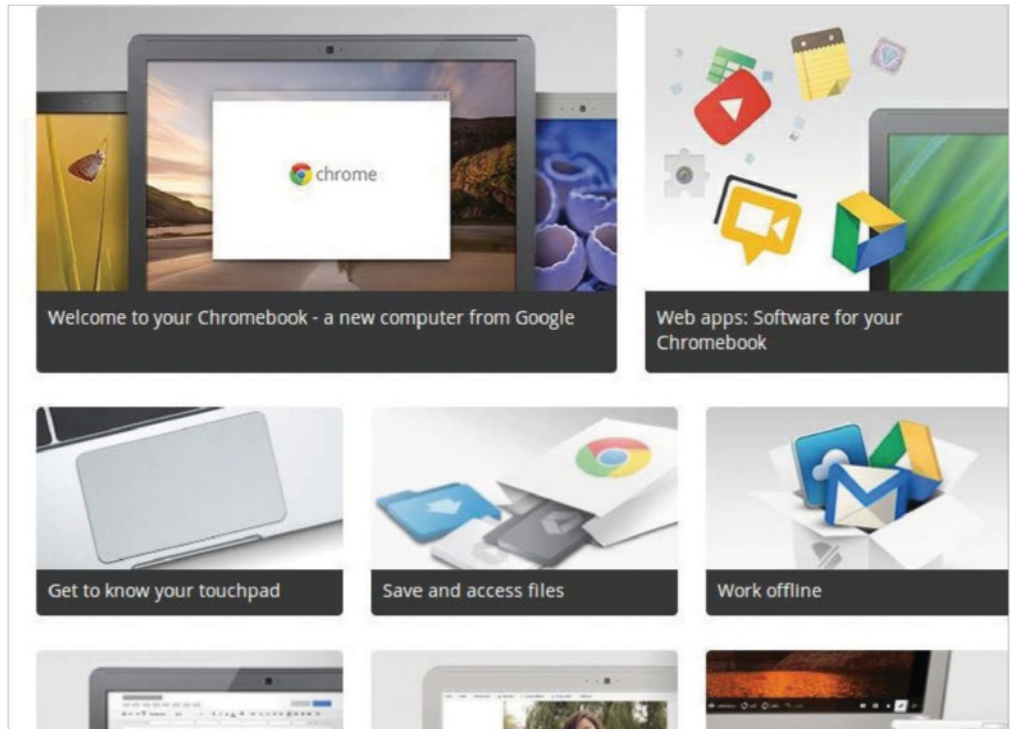 chrome
Welcome to your Chromebook - a new computer from Google
Web apps: Software for your
Chromebook
Get to know your touchpad
Save and access files
Work offline